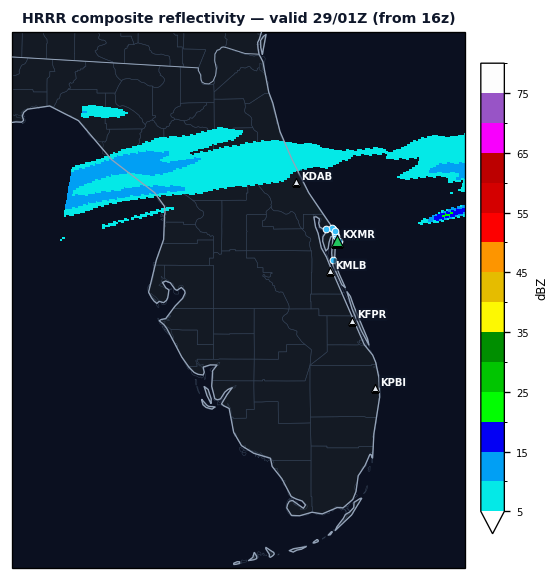 HRRR composite reflectivity — valid 29/01Z (from 16z)
KDAB
KXMR
KMLB
KFPR
KPBI
75
65
55
45
35
25
15
5
dBZ